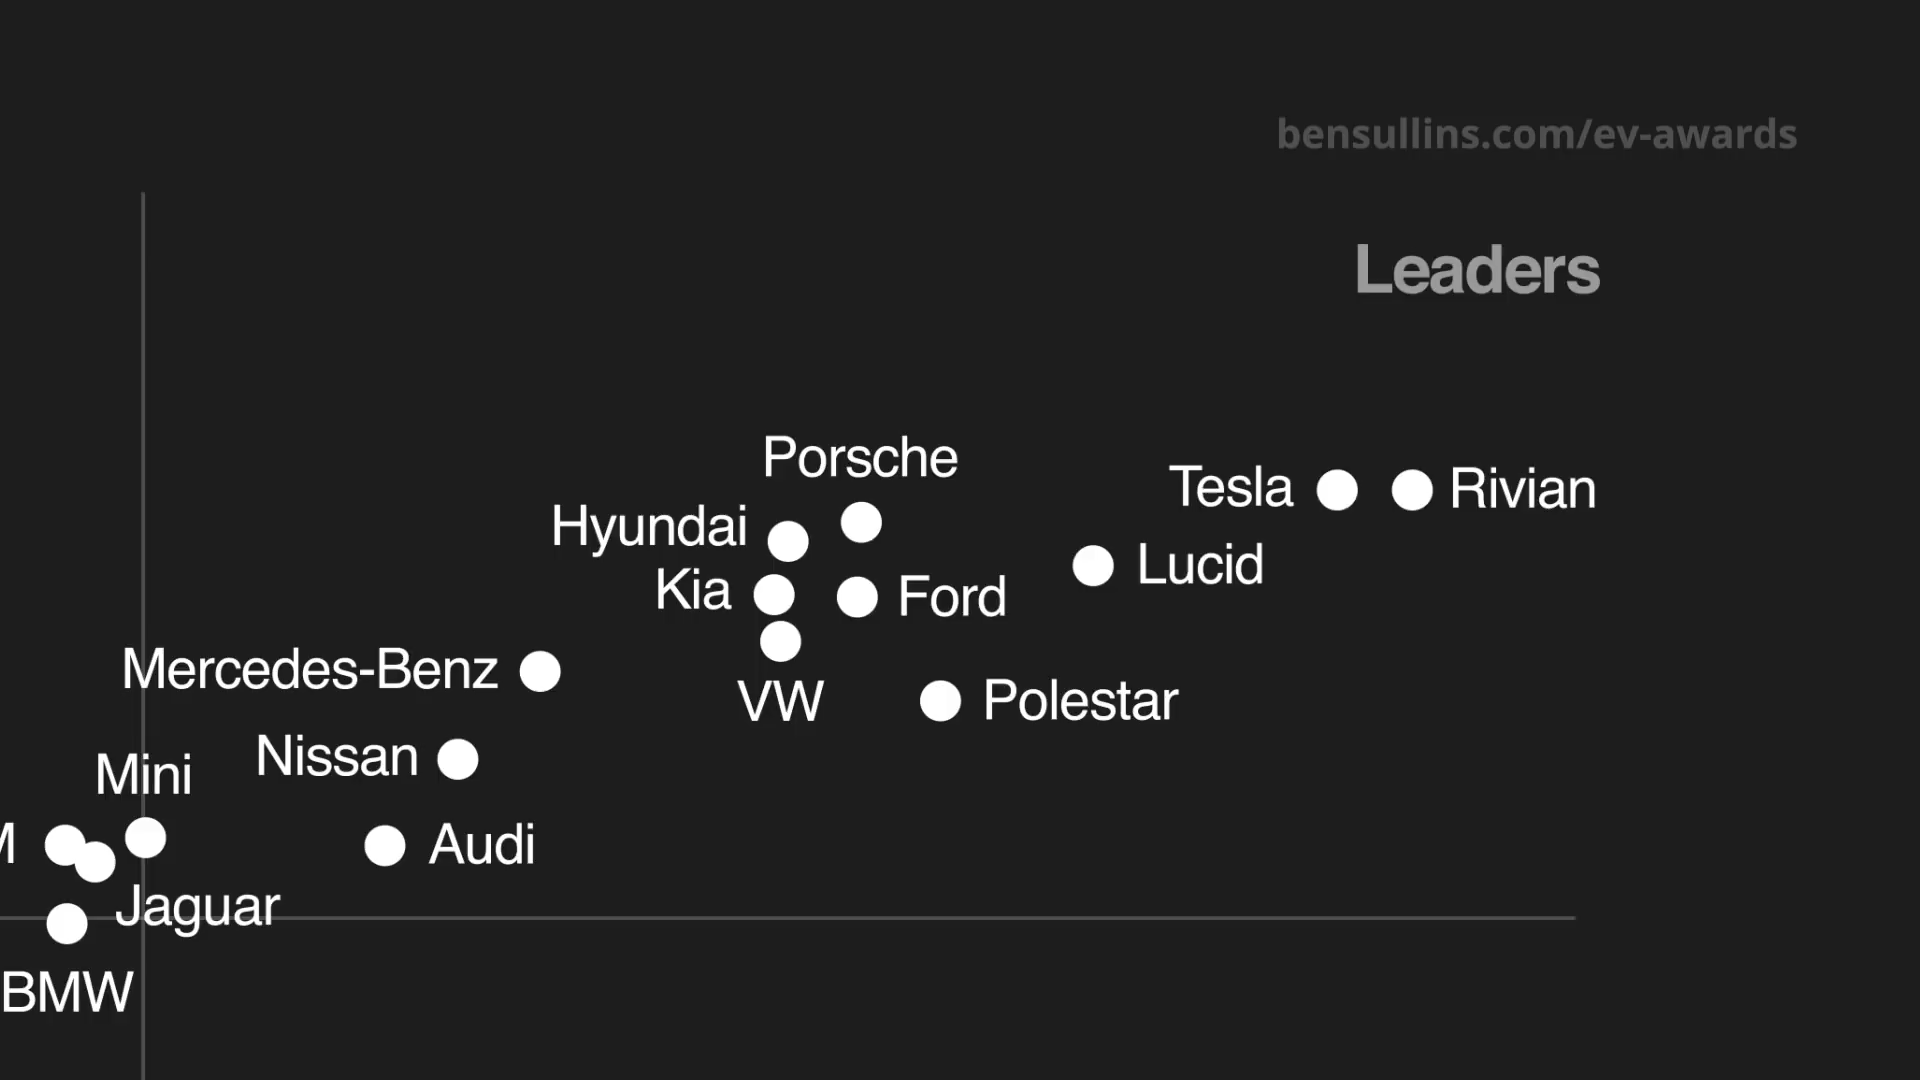 bensullins.com/ev-awards
Leaders
Porsche
Tesla
Rivian
Hyundai
Lucid
Kia
Ford
Mercedes-Benz
VW
Polestar
Nissan
Mini
M
Audi
Jaguar
BMW